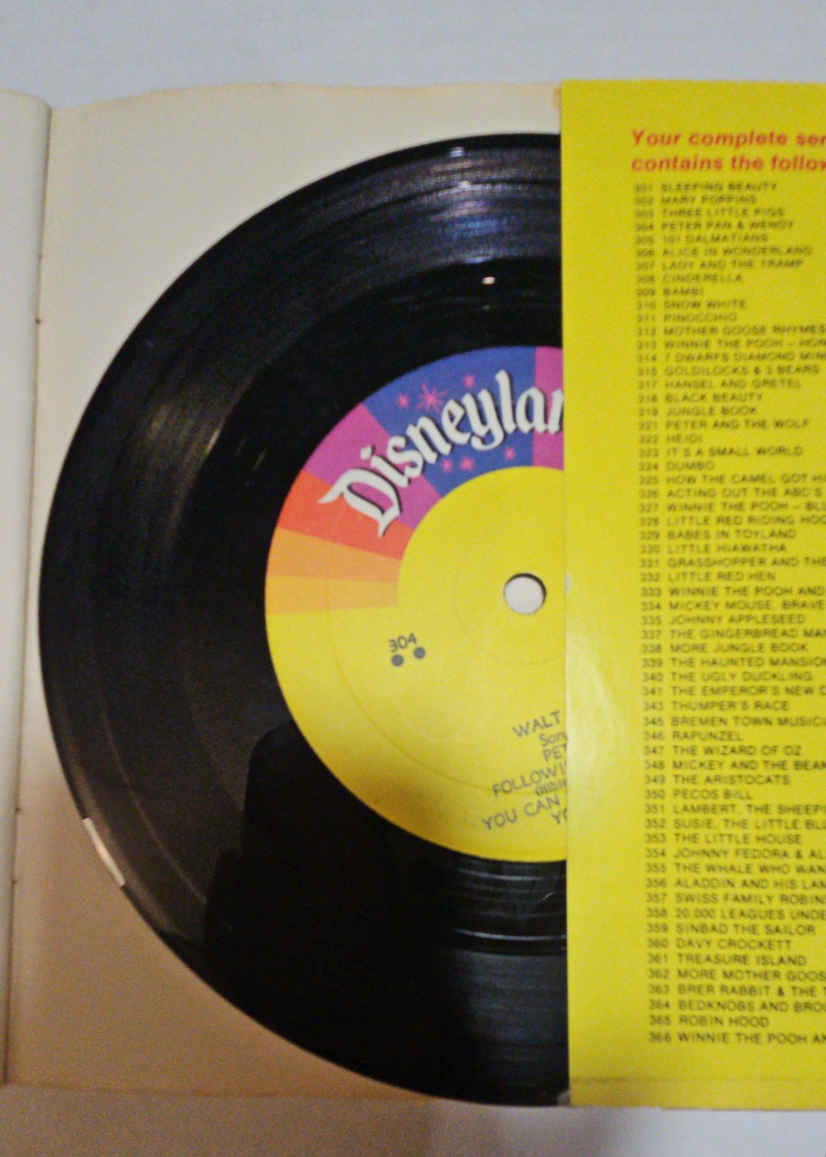 Disneylan
304
WALT
Son
PET
FOLLOWI
YOU CAN
YO
Your complete ser
contains the follow
301 SLEEPING BEAUTY
302 MARY POPPINS
303 THREE LITTLE PIGS
304 PETER PAN & WENDY
305 101 DALMATIANS
306 ALICE IN WONDERLAND
307 LADY AND THE TRAMP
308 CINDERELLA
309 BAMBI
310 SNOW WHITE
311 PINOCCHIO
312 MOTHER GOOSE RHYMES
313 WINNIE THE POOH – HON
314 7 DWARFS DIAMOND MIN
315 GOLDILOCKS & 3 BEARS
317 HANSEL AND GRETEL
318 BLACK BEAUTY
319 JUNGLE BOOK
321 PETER AND THE WOLF
322 HEIDI
323 IT'S A SMALL WORLD
324 DUMBO
325 HOW THE CAMEL GOT HI
326 ACTING OUT THE ABC'S
327 WINNIE THE POOH – BLU
328 LITTLE RED RIDING HOO
329 BABES IN TOYLAND
330 LITTLE HIAWATHA
331 GRASSHOPPER AND THE
332 LITTLE RED HEN
333 WINNIE THE POOH AND
334 MICKEY MOUSE, BRAVE
335 JOHNNY APPLESEED
337 THE GINGERBREAD MA
338 MORE JUNGLE BOOK
339 THE HAUNTED MANSION
340 THE UGLY DUCKLING
341 THE EMPEROR'S NEW C
343 THUMPER'S RACE
345 BREMEN TOWN MUSICI
346 RAPUNZEL
347 THE WIZARD OF OZ
348 MICKEY AND THE BEAN
349 THE ARISTOCATS
350 PECOS BILL
351 LAMBERT, THE SHEEPI
352 SUSIE, THE LITTLE BLU
353 THE LITTLE HOUSE
354 JOHNNY FEDORA & AL
355 THE WHALE WHO WAN
356 ALADDIN AND HIS LAM
357 SWISS FAMILY ROBINS
358 20,000 LEAGUES UNDE
359 SINBAD THE SAILOR
360 DAVY CROCKETT
361 TREASURE ISLAND
362 MORE MOTHER GOOS
363 BRER RABBIT & THE T
364 BEDKNOBS AND BROO
365 ROBIN HOOD
366 WINNIE THE POOH AN